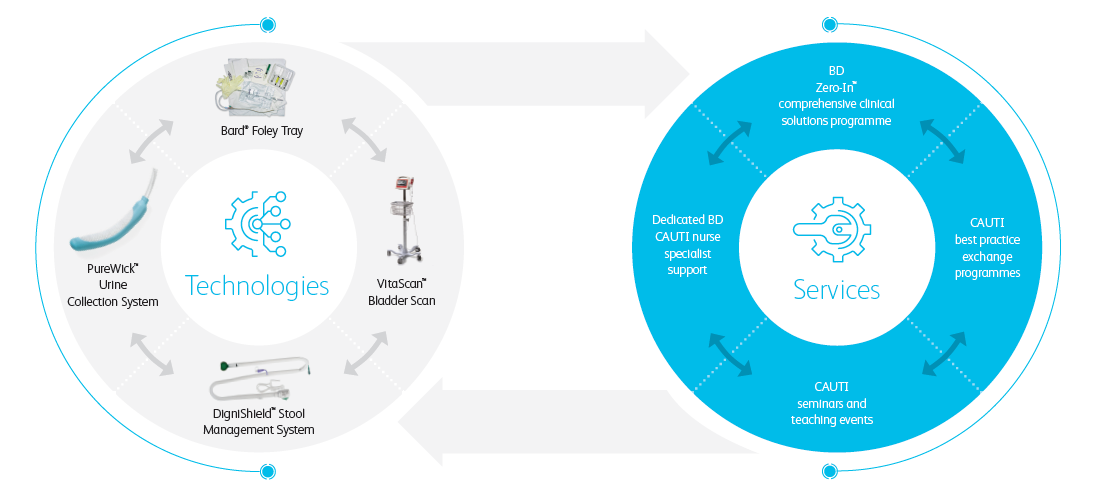 Bard® Foley Tray
PureWick™
Urine
Collection System
Technologies
VitaScan™
Bladder Scan
DigniShield™ Stool
Management System
BD
Zero-In™
comprehensive clinical
solutions programme
Dedicated BD
CAUTI nurse
specialist
support
Services
CAUTI
best practice
exchange
programmes
CAUTI
seminars and
teaching events